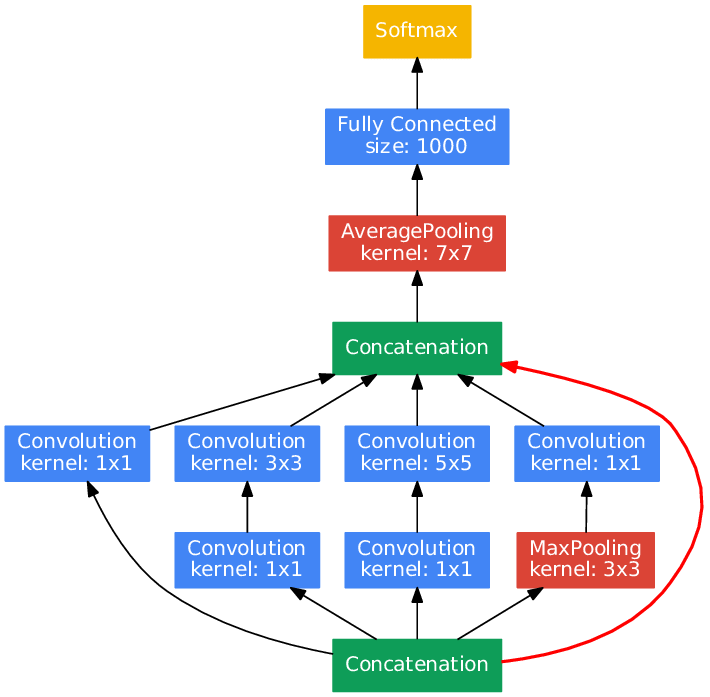 Softmax
Fully Connected
size: 1000
AveragePooling
kernel: 7x7
Concatenation
Convolution
kernel: 1x1
Convolution
kernel: 3x3
Convolution
kernel: 5x5
Convolution
kernel: 1x1
Convolution
kernel: 1x1
Convolution
kernel: 1x1
MaxPooling
kernel: 3x3
Concatenation